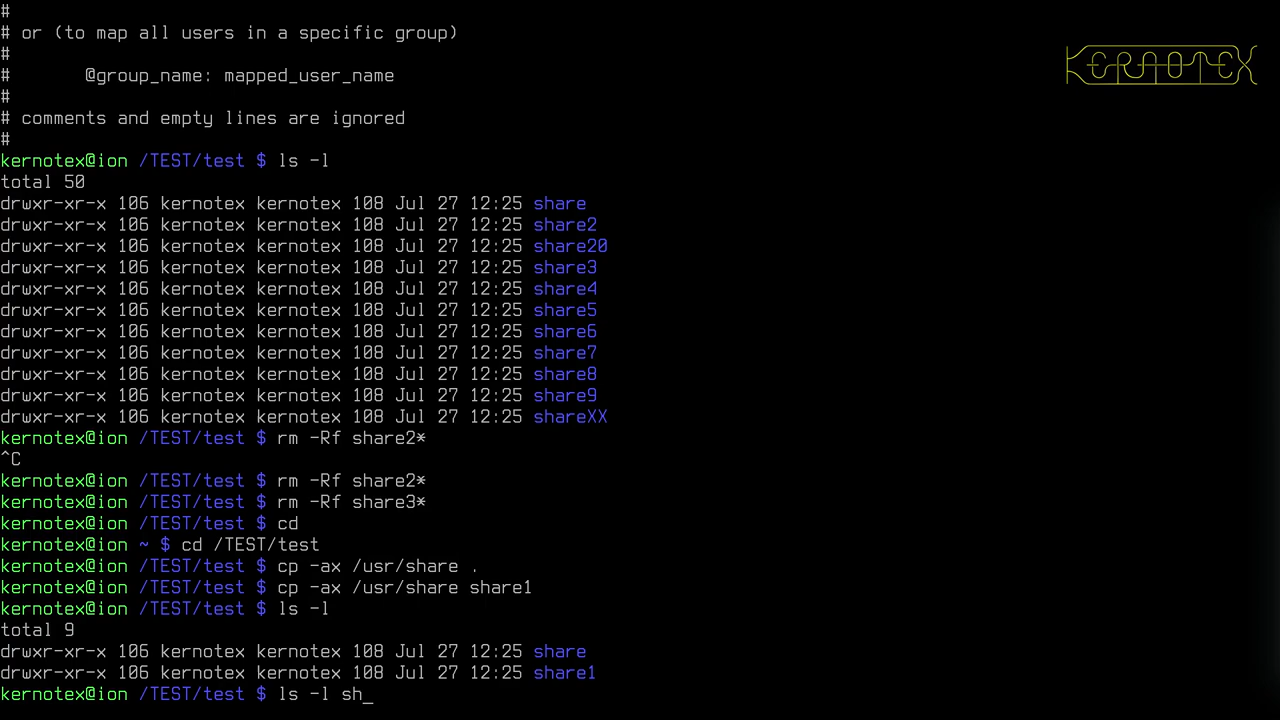 #
# or (to map all users in a specific group)
#
#       @group_name: mapped_user_name
#
# comments and empty lines are ignored
#
KERNOTEX
kernotex@ion /TEST/test $ ls -l
total 50
drwxr-xr-x 106 kernotex kernotex 108 Jul 27 12:25 share
drwxr-xr-x 106 kernotex kernotex 108 Jul 27 12:25 share2
drwxr-xr-x 106 kernotex kernotex 108 Jul 27 12:25 share20
drwxr-xr-x 106 kernotex kernotex 108 Jul 27 12:25 share3
drwxr-xr-x 106 kernotex kernotex 108 Jul 27 12:25 share4
drwxr-xr-x 106 kernotex kernotex 108 Jul 27 12:25 share5
drwxr-xr-x 106 kernotex kernotex 108 Jul 27 12:25 share6
drwxr-xr-x 106 kernotex kernotex 108 Jul 27 12:25 share7
drwxr-xr-x 106 kernotex kernotex 108 Jul 27 12:25 share8
drwxr-xr-x 106 kernotex kernotex 108 Jul 27 12:25 share9
drwxr-xr-x 106 kernotex kernotex 108 Jul 27 12:25 shareXX
kernotex@ion /TEST/test $ rm -Rf share2*
^C
kernotex@ion /TEST/test $ rm -Rf share2*
kernotex@ion /TEST/test $ rm -Rf share3*
kernotex@ion /TEST/test $ cd
kernotex@ion ~ $ cd /TEST/test
kernotex@ion /TEST/test $ cp -ax /usr/share .
kernotex@ion /TEST/test $ cp -ax /usr/share share1
kernotex@ion /TEST/test $ ls -l
total 9
drwxr-xr-x 106 kernotex kernotex 108 Jul 27 12:25 share
drwxr-xr-x 106 kernotex kernotex 108 Jul 27 12:25 share1
kernotex@ion /TEST/test $ ls -l sh_